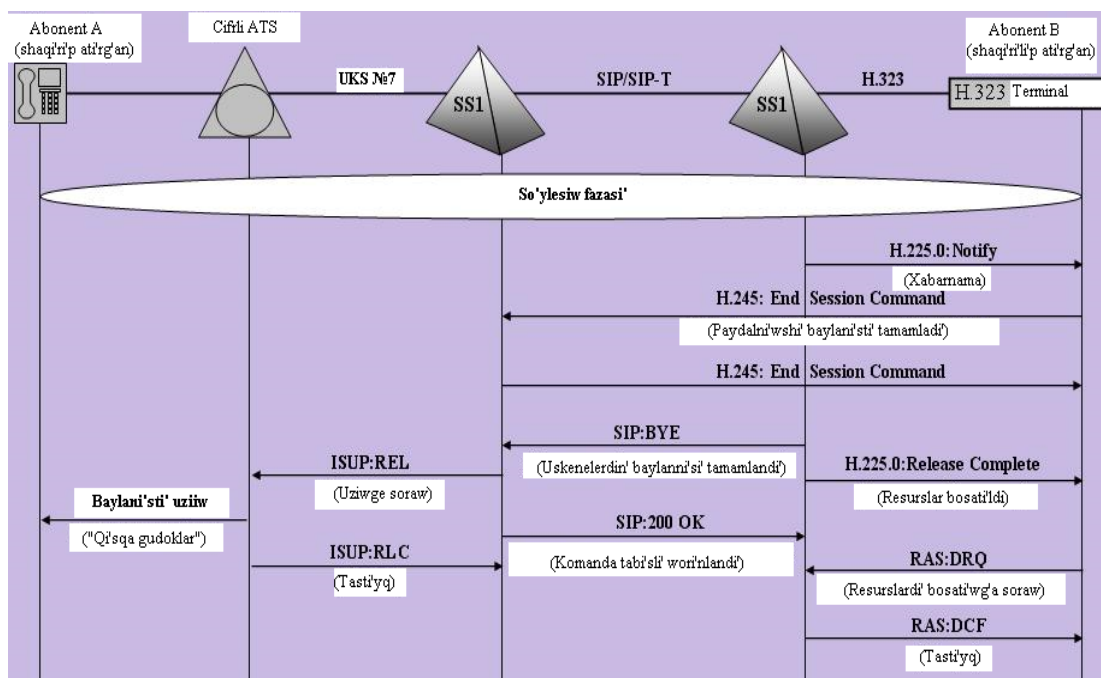 Abonent A
(shaqi'ri'p ati'rg'an)
Cifrli ATS
Abonent B
(shaqi'ri'li'p ati'rg'an)
UKS №7
SIP/SIP-T
H.323
SS1
SS1
H.323 Terminal
So'ylesiw fazasi'
H.225.0:Notify
(Xabarnama)
H.245: End Session Command
(Paydalni'wshi' baylani'sti' tamamladi')
H.245: End Session Command
SIP:BYE
(Uskenelerdin' baylanni'si' tamamlandi')
ISUP:REL
(Uziwge soraw)
H.225.0:Release Complete
(Resurslar bosati'ldi)
Baylani'sti' uziiw
("Qi'sqa gudoklar")
SIP:200 OK
(Komanda tabi'sli' wori'nlandi')
ISUP:RLC
(Tasti'yq)
RAS:DRQ
(Resurslardi' bosati'wg'a soraw)
RAS:DCF
(Tasti'yq)